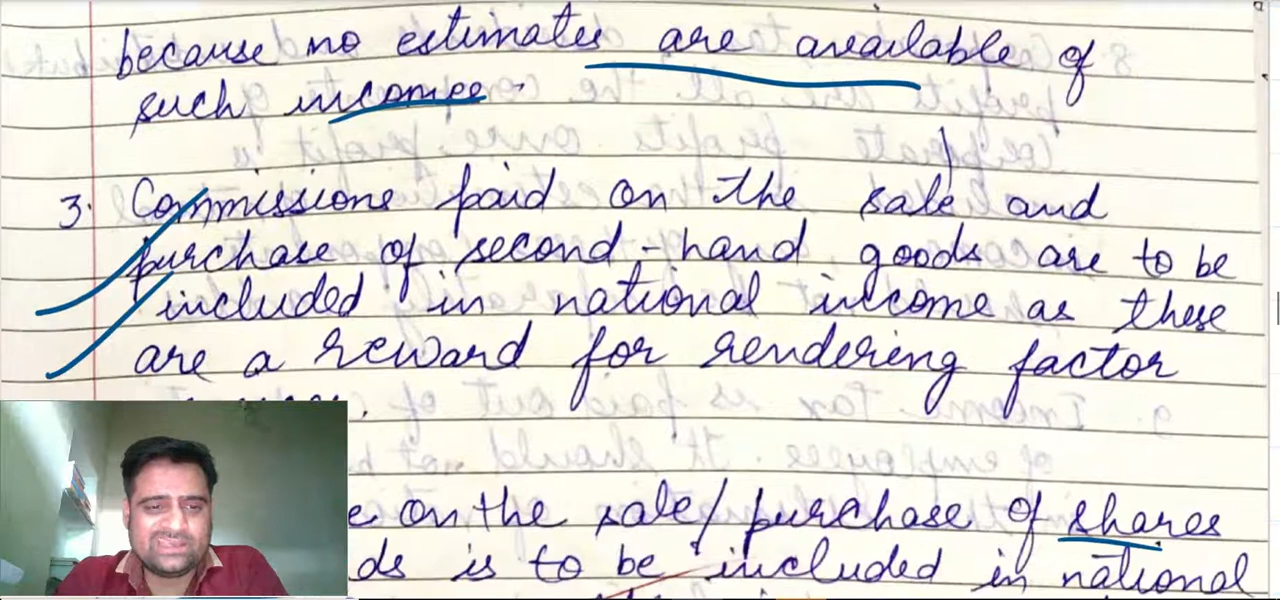 because no estimates are available of
such incomes.
3. Commissions paid on the sale and
purchase of second-hand goods are to be
included in national income as these
are a reward for rendering factor
e on the sale/purchase of shares
ds is to be included in national